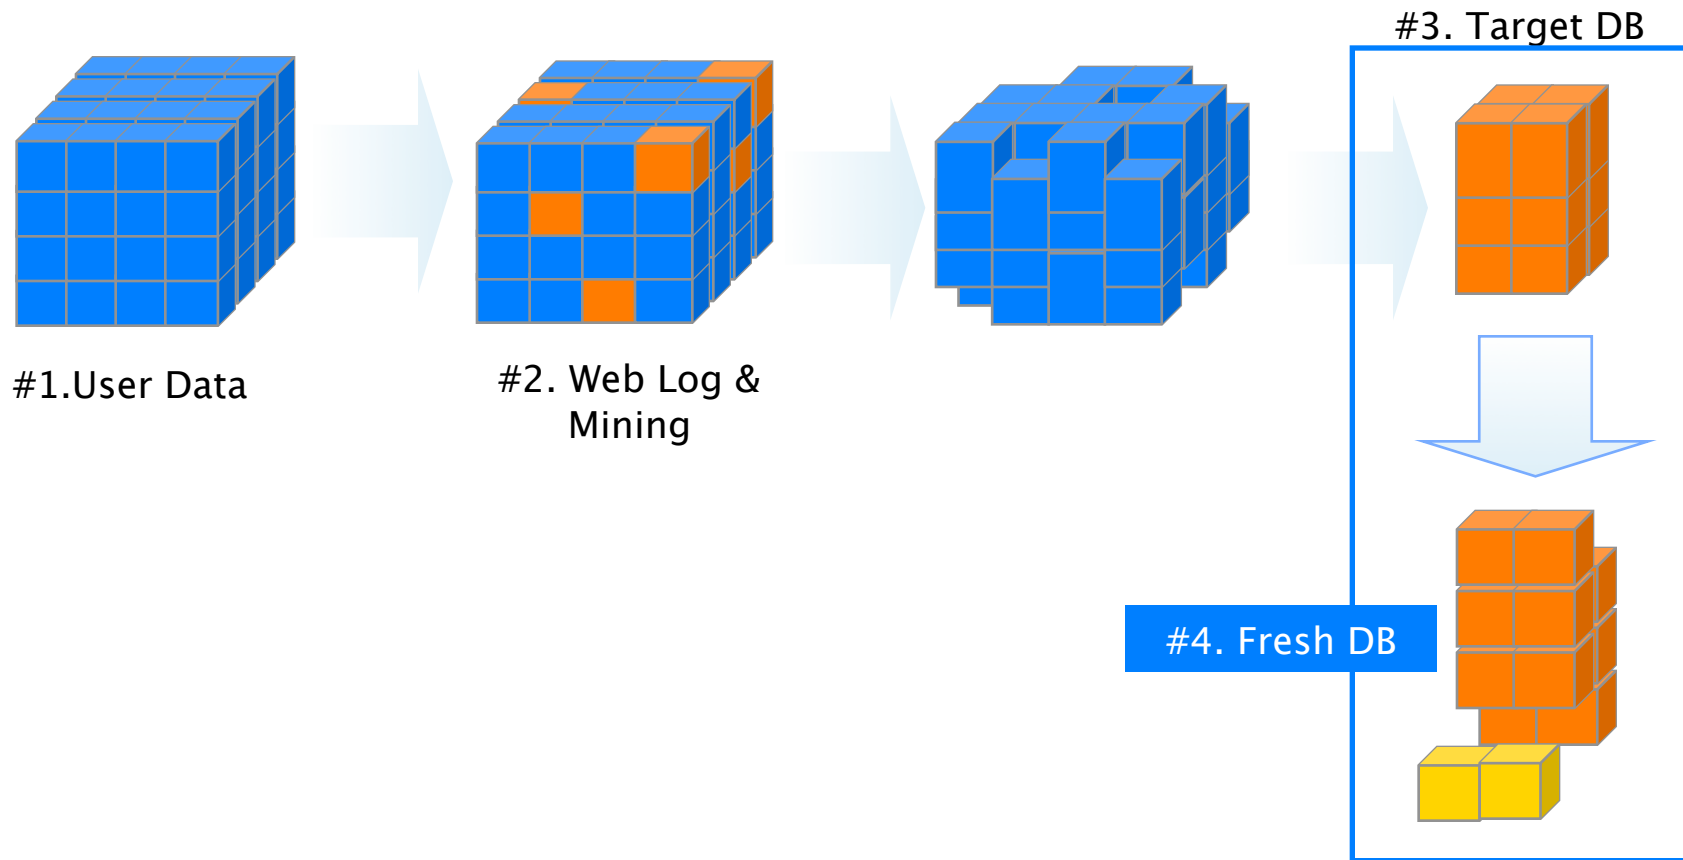 #3. Target DB
#1.User Data
#2. Web Log &
Mining
#4. Fresh DB